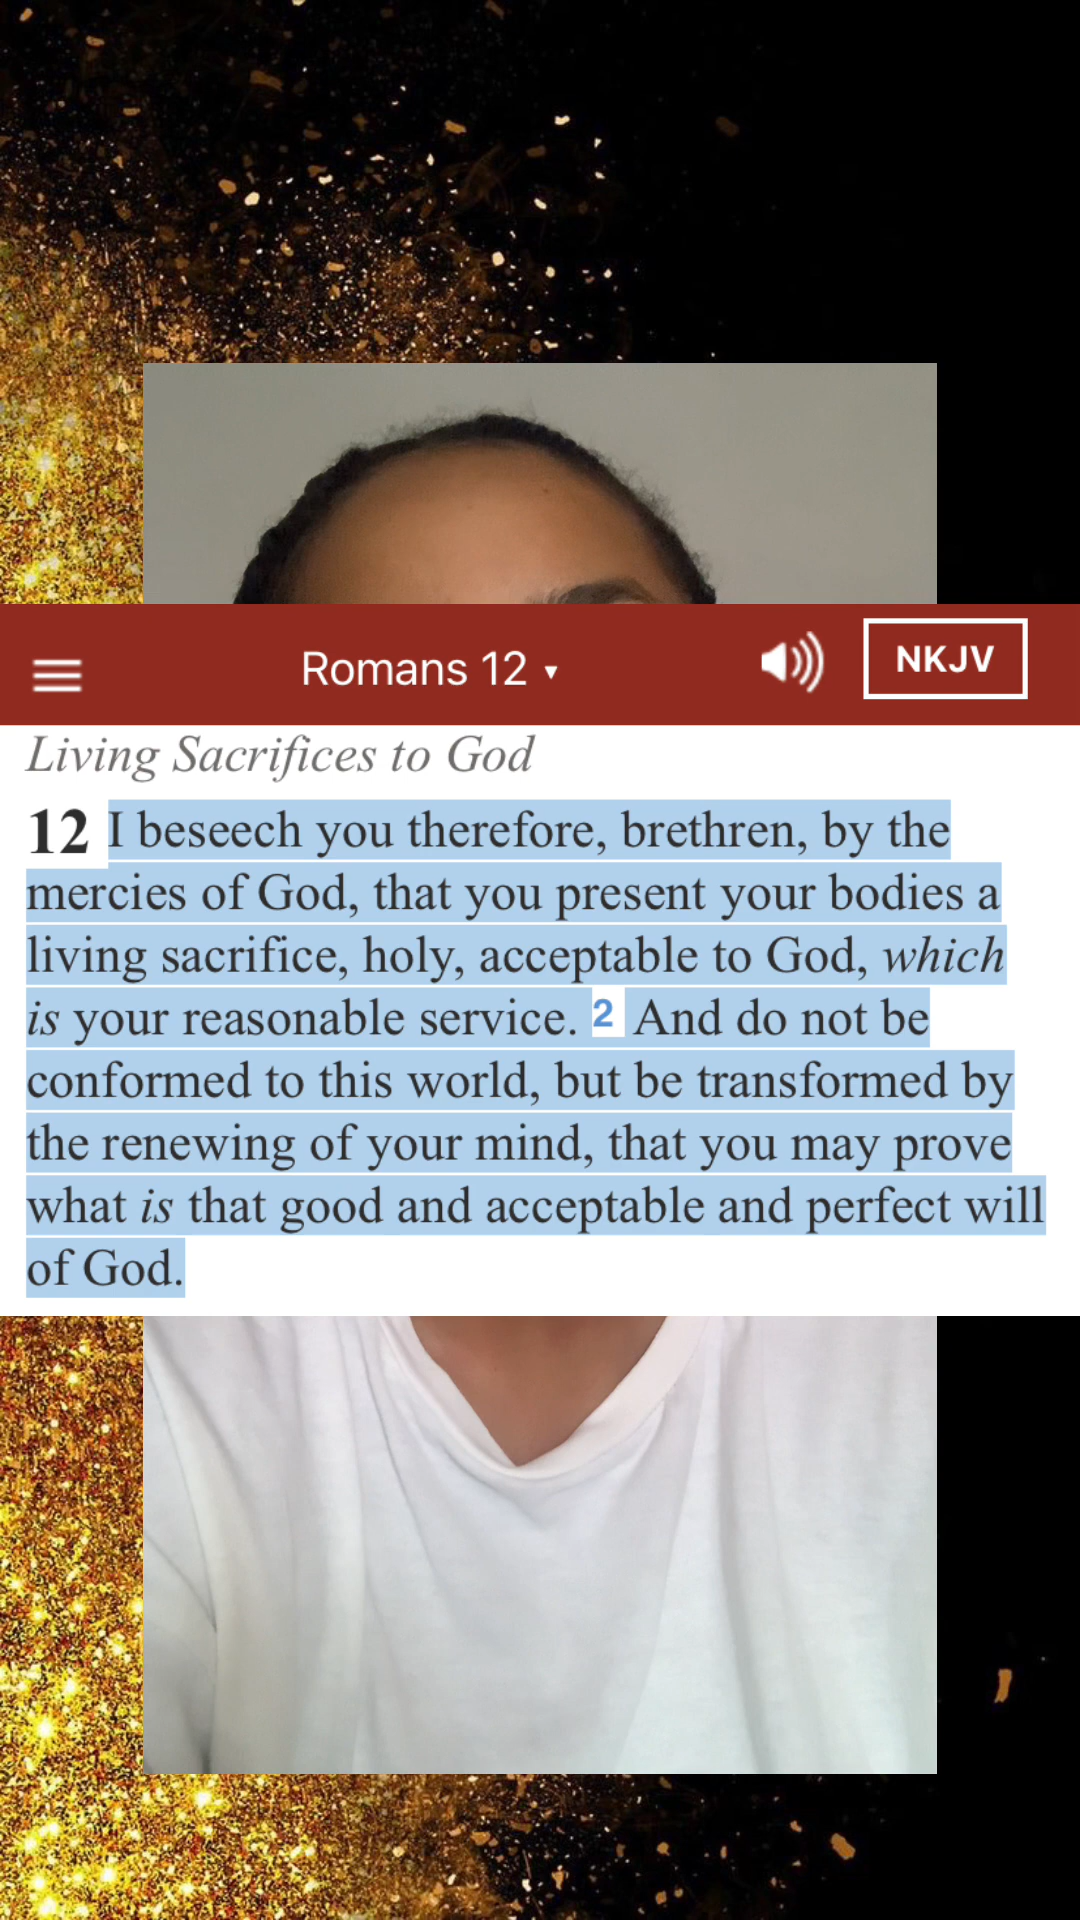 Romans 12 ▾
NKJV
Living Sacrifices to God
12 I beseech you therefore, brethren, by the
mercies of God, that you present your bodies a
living sacrifice, holy, acceptable to God, which
is your reasonable service. 2 And do not be
conformed to this world, but be transformed by
the renewing of your mind, that you may prove
what is that good and acceptable and perfect will
of God.